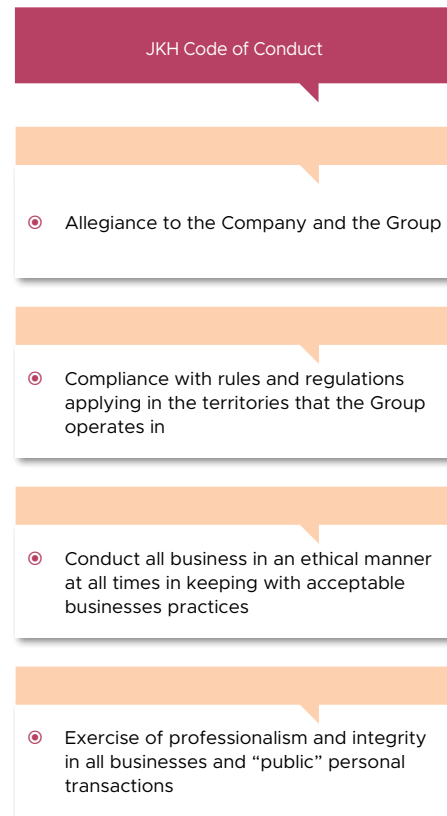 JKH Code of Conduct
Allegiance to the Company and the Group
Compliance with rules and regulations
applying in the territories that the Group
operates in
Conduct all business in an ethical manner
at all times in keeping with acceptable
businesses practices
Exercise of professionalism and integrity
in all businesses and “public” personal
transactions